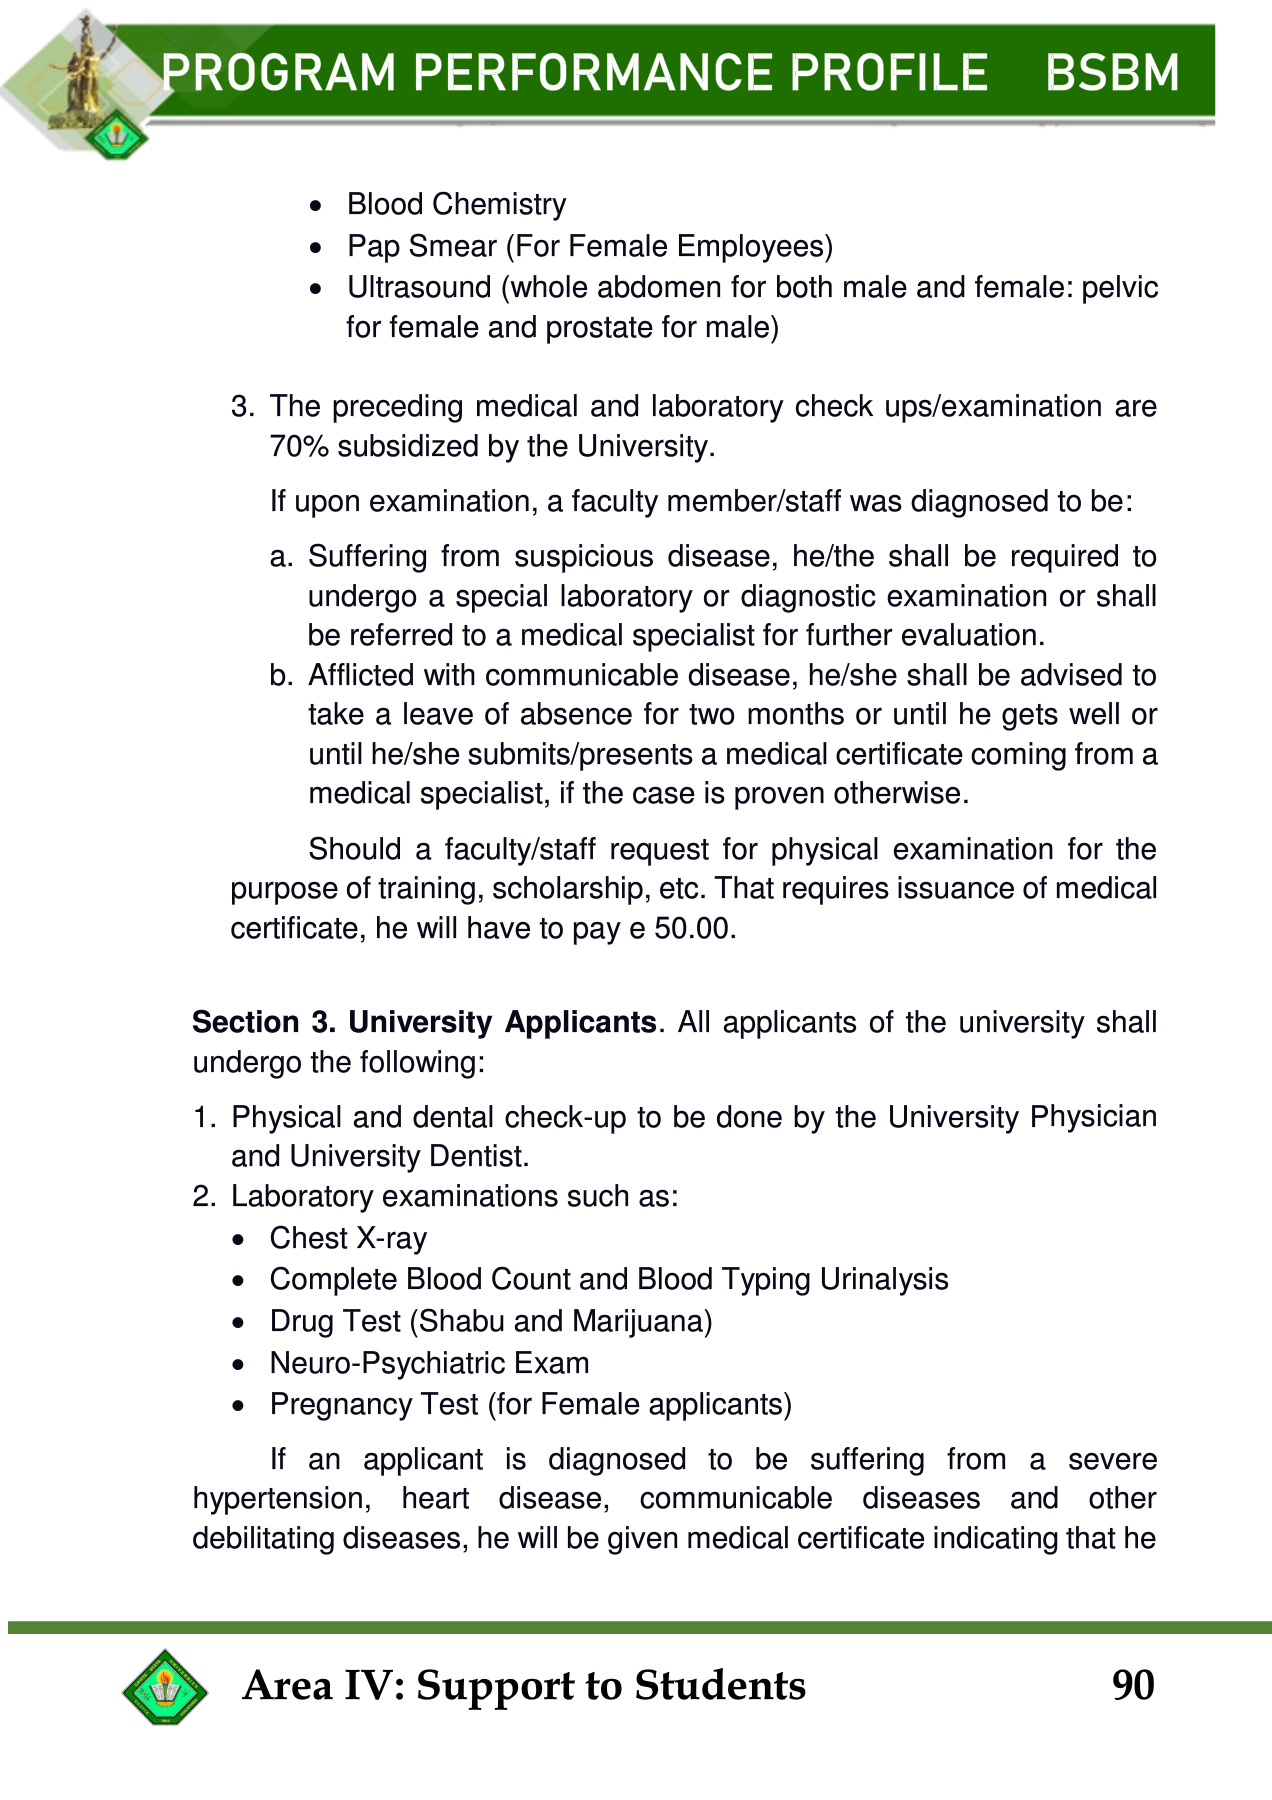 PROGRAM PERFORMANCE PROFILE BSBM
• Blood Chemistry
• Pap Smear (For Female Employees)
• Ultrasound (whole abdomen for both male and female: pelvic
for female and prostate for male)
3. The preceding medical and laboratory check ups/examination are
70% subsidized by the University.
If upon examination, a faculty member/staff was diagnosed to be:
a. Suffering from suspicious disease, he/the shall be required to
undergo a special laboratory or diagnostic examination or shall
be referred to a medical specialist for further evaluation.
b. Afflicted with communicable disease, he/she shall be advised to
take a leave of absence for two months or until he gets well or
until he/she submits/presents a medical certificate coming from a
medical specialist, if the case is proven otherwise.
Should a faculty/staff request for physical examination for the
purpose of training, scholarship, etc. That requires issuance of medical
certificate, he will have to pay e 50.00.
Section 3. University Applicants. All applicants of the university shall
undergo the following:
1. Physical and dental check-up to be done by the University Physician
and University Dentist.
2. Laboratory examinations such as:
• Chest X-ray
• Complete Blood Count and Blood Typing Urinalysis
• Drug Test (Shabu and Marijuana)
• Neuro-Psychiatric Exam
• Pregnancy Test (for Female applicants)
If an applicant is diagnosed to be suffering from a severe
hypertension, heart disease, communicable diseases and other
debilitating diseases, he will be given medical certificate indicating that he
Area IV: Support to Students 90